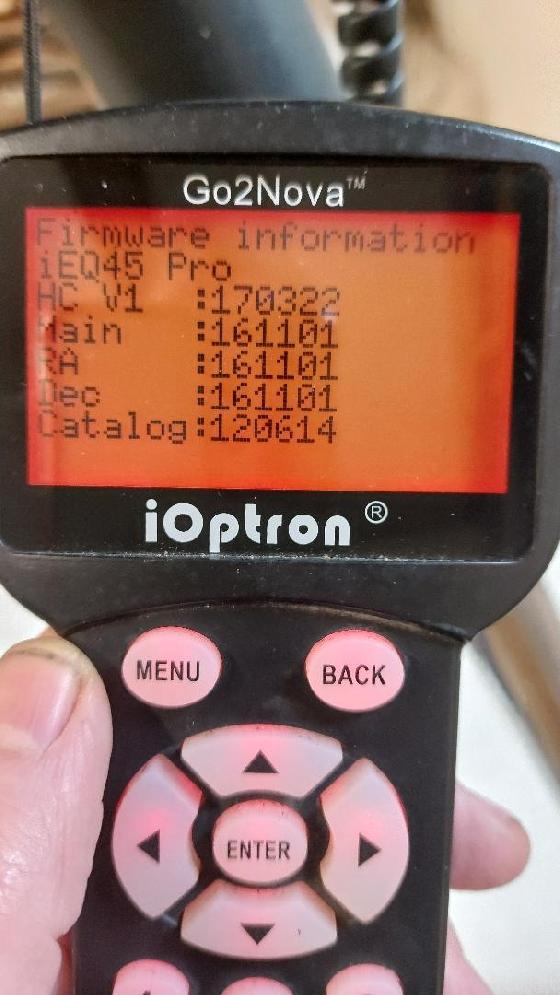 Go2Nova™
Firmware information
iEQ45 Pro
HC V1 :170322
Main :161101
RA :161101
Dec :161101
Catalog:120614
iOptron®
MENU BACK
ENTER